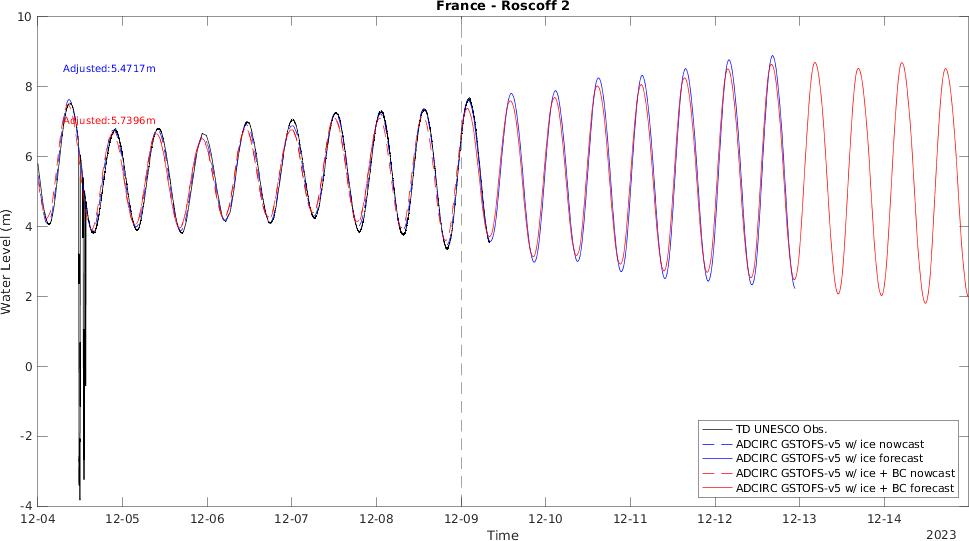 France - Roscoff 2
10
8
6
4
2
0
-2
-4
Water Level (m)
Adjusted:5.4717m
Adjusted:5.7396m
TD UNESCO Obs.
ADCIRC GSTOFS-v5 w/ ice nowcast
ADCIRC GSTOFS-v5 w/ ice forecast
ADCIRC GSTOFS-v5 w/ ice + BC nowcast
ADCIRC GSTOFS-v5 w/ ice + BC forecast
12-04 12-05 12-06 12-07 12-08 12-09 12-10 12-11 12-12 12-13 12-14
Time
2023